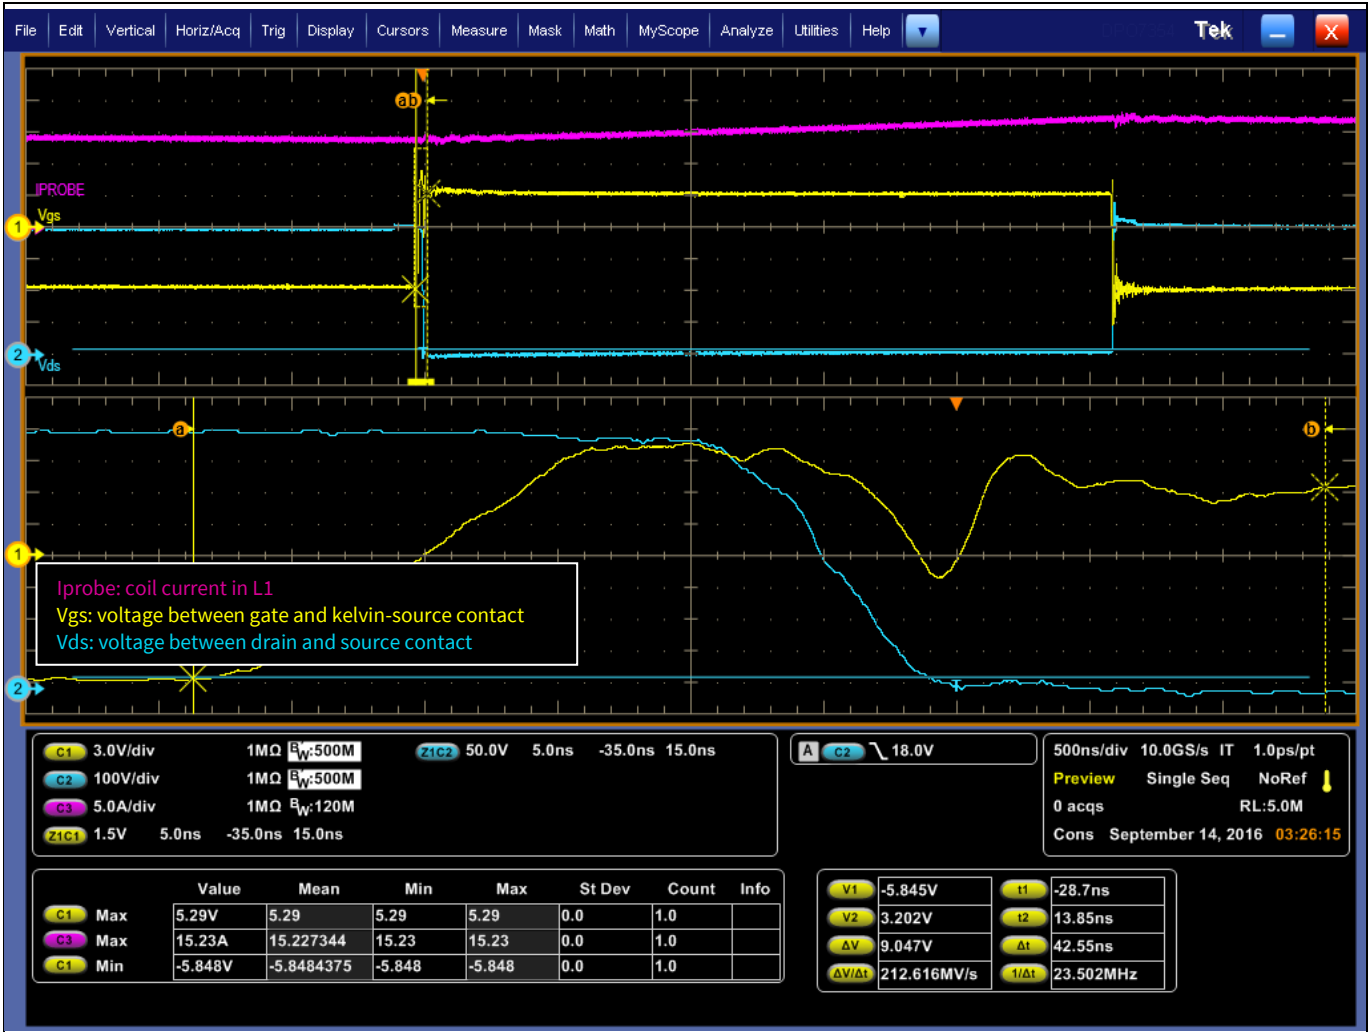 File Edit Vertical Horiz/Acq Trig Display Cursors Measure Mask Math MyScope Analyze Utilities Help Tek X
ab
IPROBE
Vgs
1
2
Vds
a b
1
Iprobe: coil current in L1
Vgs: voltage between gate and kelvin-source contact
Vds: voltage between drain and source contact
2
C1 3.0V/div 1MΩ BW:500M Z1C2 50.0V 5.0ns -35.0ns 15.0ns
C2 100V/div 1MΩ BW:500M
C3 5.0A/div 1MΩ BW:120M
Z1C1 1.5V 5.0ns -35.0ns 15.0ns
A C2 18.0V
500ns/div 10.0GS/s IT 1.0ps/pt
Preview Single Seq NoRef
0 acqs RL:5.0M
Cons September 14, 2016 03:26:15
Value Mean Min Max St Dev Count Info
C1 Max 5.29V 5.29 5.29 5.29 0.0 1.0
C3 Max 15.23A 15.227344 15.23 15.23 0.0 1.0
C1 Min -5.848V -5.8484375 -5.848 -5.848 0.0 1.0
V1 -5.845V t1 -28.7ns
V2 3.202V t2 13.85ns
ΔV 9.047V Δt 42.55ns
ΔV/Δt 212.616MV/s 1/Δt 23.502MHz